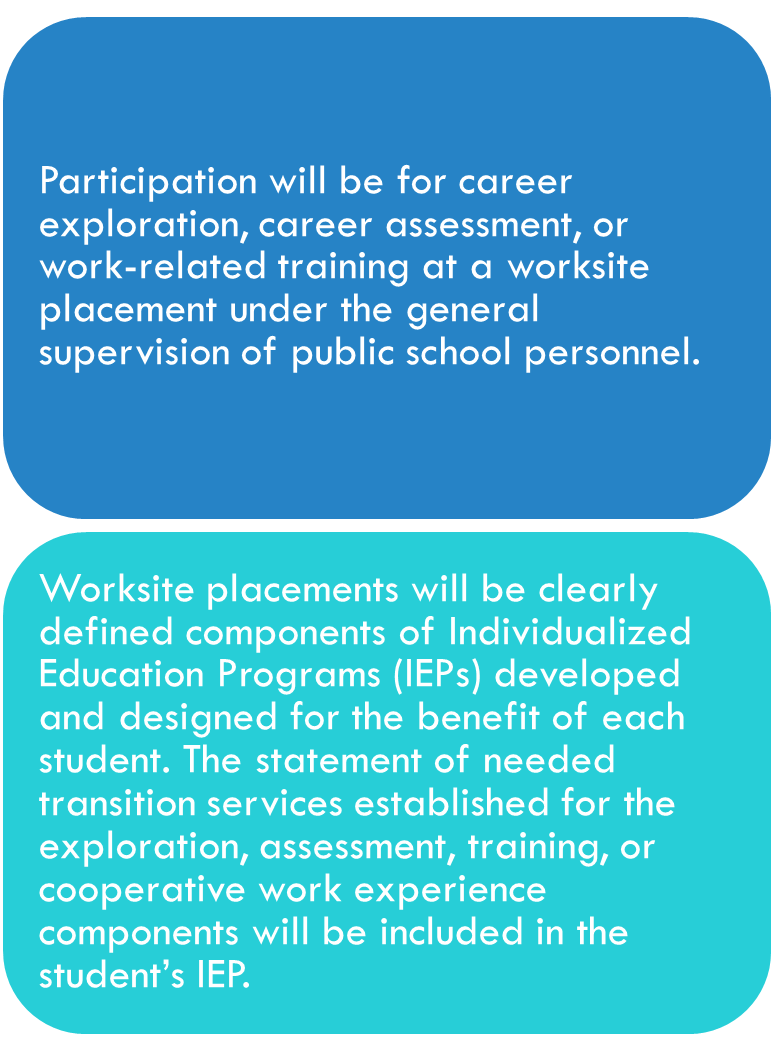 Participation will be for career
exploration, career assessment, or
work-related training at a worksite
placement under the general
supervision of public school personnel.
Worksite placements will be clearly
defined components of Individualized
Education Programs (IEPs) developed
and designed for the benefit of each
student. The statement of needed
transition services established for the
exploration, assessment, training, or
cooperative work experience
components will be included in the
student’s IEP.